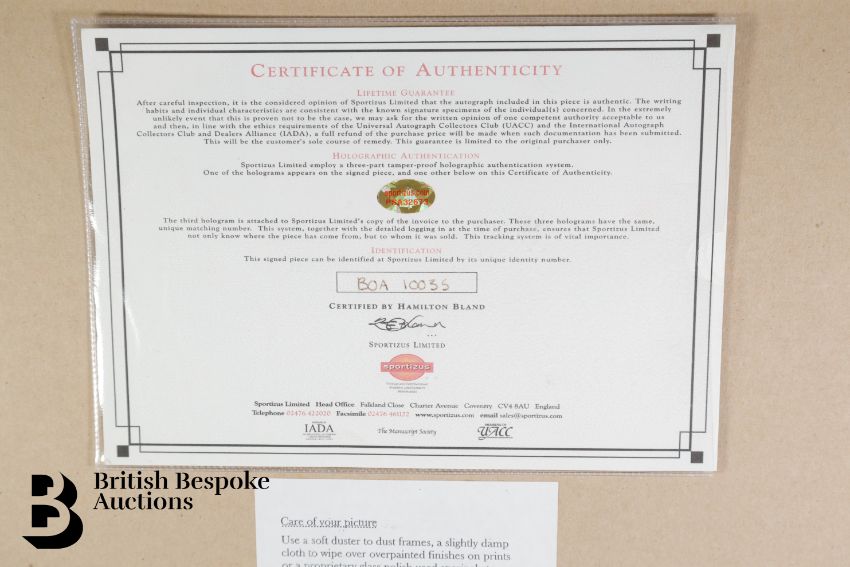 CERTIFICATE OF AUTHENTICITY
LIFETIME GUARANTEE
After careful inspection, it is the considered opinion of Sportizus Limited that the autograph included in this piece is authentic. The writing
habits and individual characteristics are consistent with the known signature specimens of the individual(s) concerned. In the extremely
unlikely event that this is proven not to be the case, we may ask for the written opinion of one competent authority acceptable to us
and then, in line with the ethics requirements of the Universal Autograph Collectors Club (UACC) and the International Autograph
Collectors Club and Dealers Alliance (IADA), a full refund of the purchase price will be made when such documentation has been submitted.
This will be the customer's sole course of remedy. This guarantee is limited to the original purchaser only.
HOLOGRAPHIC AUTHENTICATION
Sportizus Limited employ a three-part tamper-proof holographic authentication system.
One of the holograms appears on the signed piece, and one other below on this Certificate of Authenticity.
sportizus.com
The third hologram is attached to Sportizus Limited's copy of the invoice to the purchaser. These three holograms have the same,
unique matching number. This system, together with the detailed logging in at the time of purchase, ensures that Sportizus Limited
not only know where the piece has come from, but to whom it was sold. This tracking system is of vital importance.
IDENTIFICATION
This signed piece can be identified at Sportizus Limited by its unique identity number.
BOA 10035
CERTIFIED BY HAMILTON BLAND
SPORTIZUS LIMITED
sportizus
Sportizus Limited Head Office Falkland Close Charter Avenue Coventry CV4 8AU England
Telephone 02476 422020 Facsimile 02476 461172 www.sportizus.com email sales@sportizus.com
IADA
The Manuscript Society
UACC
British Bespoke
Auctions
Care of your picture
Use a soft duster to dust frames, a slightly damp
cloth to wipe over overpainted finishes on prints